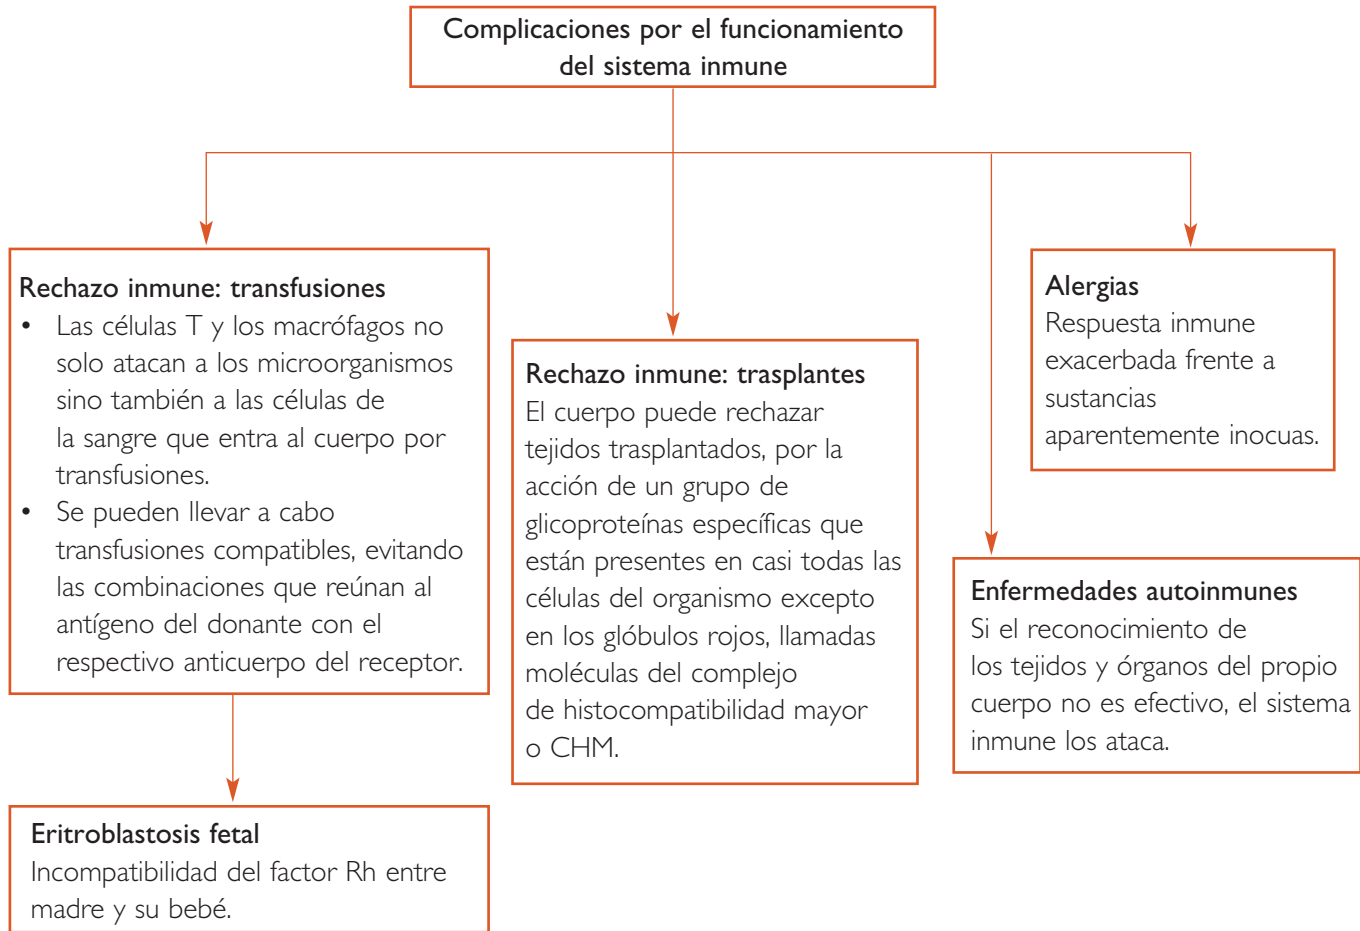 Complicaciones por el funcionamiento
del sistema inmune
Rechazo inmune: transfusiones
• Las células T y los macrófagos no
solo atacan a los microorganismos
sino también a las células de
la sangre que entra al cuerpo por
transfusiones.
• Se pueden llevar a cabo
transfusiones compatibles, evitando
las combinaciones que reúnan al
antígeno del donante con el
respectivo anticuerpo del receptor.
Eritroblastosis fetal
Incompatibilidad del factor Rh entre
madre y su bebé.
Rechazo inmune: trasplantes
El cuerpo puede rechazar
tejidos trasplantados, por la
acción de un grupo de
glicoproteínas específicas que
están presentes en casi todas las
células del organismo excepto
en los glóbulos rojos, llamadas
moléculas del complejo
de histocompatibilidad mayor
o CHM.
Alergias
Respuesta inmune
exacerbada frente a
sustancias
aparentemente inocuas.
Enfermedades autoinmunes
Si el reconocimiento de
los tejidos y órganos del propio
cuerpo no es efectivo, el sistema
inmune los ataca.